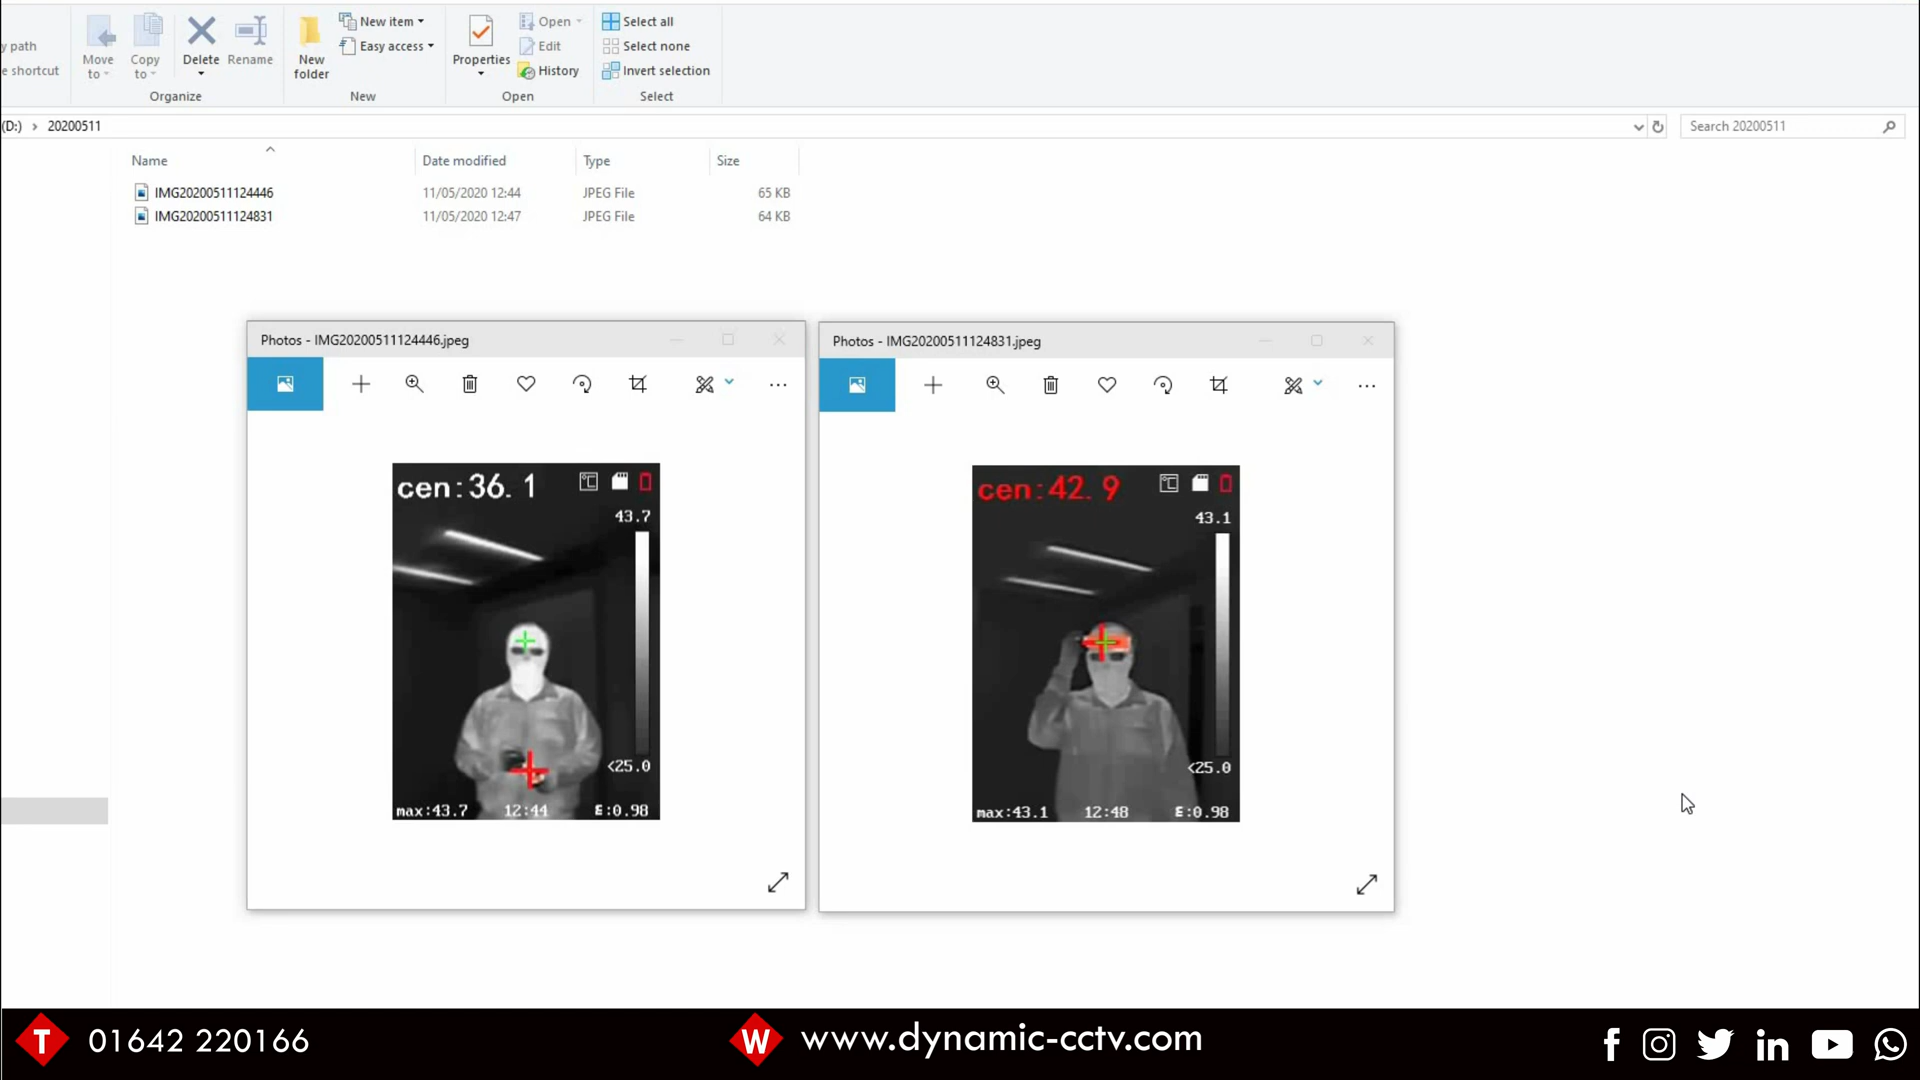 y path
e shortcut
Move to
Copy to
Delete
Rename
Organize
New folder
New item
Easy access
New
Properties
Open
Edit
History
Open
Select all
Select none
Invert selection
Select
(D:) > 20200511
Search 20200511
Name Date modified Type Size
IMG20200511124446 11/05/2020 12:44 JPEG File 65 KB
IMG20200511124831 11/05/2020 12:47 JPEG File 64 KB
Photos - IMG20200511124446.jpeg
cen:36.1 °C
43.7
<25.0
max:43.7 12:44 E:0.98
Photos - IMG20200511124831.jpeg
cen:42.9 °C
43.1
<25.0
max:43.1 12:48 E:0.98
T 01642 220166
W www.dynamic-cctv.com